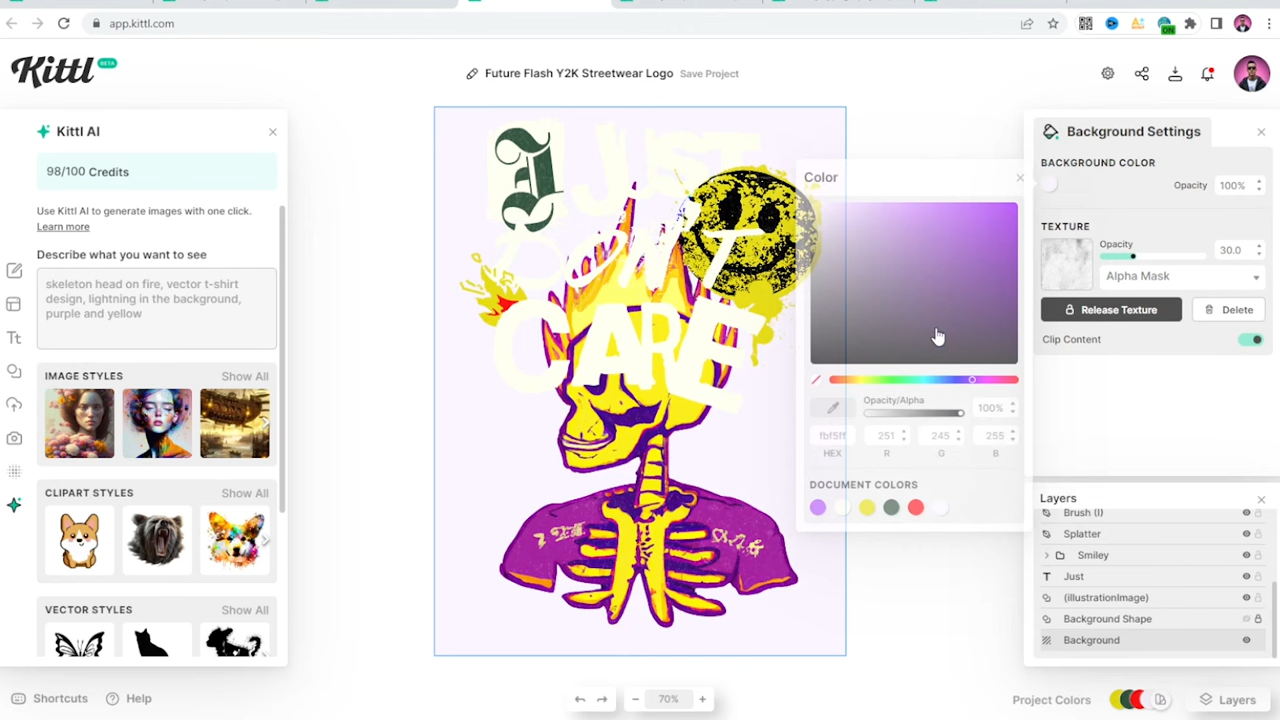 app.kittl.com
ON
Kittl BETA
Future Flash Y2K Streetwear Logo Save Project
Kittl AI
98/100 Credits
Use Kittl AI to generate images with one click.
Learn more
Describe what you want to see
skeleton head on fire, vector t-shirt
design, lightning in the background,
purple and yellow
IMAGE STYLES Show All
CLIPART STYLES Show All
VECTOR STYLES Show All
Shortcuts Help
I JUST
DON'T
CARE
70%
Color
Opacity/Alpha
100%
fbf5ff 251 245 255
HEX R G B
DOCUMENT COLORS
Background Settings
BACKGROUND COLOR
Opacity 100%
TEXTURE
Opacity 30.0
Alpha Mask
Release Texture Delete
Clip Content
Layers
Brush (I)
Splatter
Smiley
T Just
(illustrationImage)
Background Shape
Background
Project Colors Layers